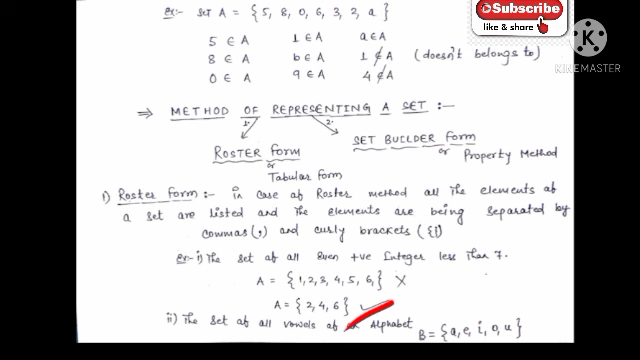 Ex:- Set A = {5, 8, 0, 6, 3, 2, a}
SUBSCRIBE
like & share
KINEMASTER
5 ∈ A 1 ∈ A a ∈ A
8 ∈ A b ∈ A 1 ∉ A (doesn't belongs to)
0 ∈ A 9 ∈ A 4 ∉ A
⇒ METHOD OF REPRESENTING A SET :-
1. 2.
ROSTER form SET BUILDER form
or or Property Method
Tabular form
1) Roster form :- in case of Roster method all the elements of
a set are listed and the elements are being separated by
commas (,) and curly brackets ({})
Ex:- i) The set of all Even +ve Integer less than 7.
A = {1, 2, 3, 4, 5, 6,} X
A = {2, 4, 6} ✓
ii) The set of all vowels of an Alphabet B = {a, e, i, o, u}